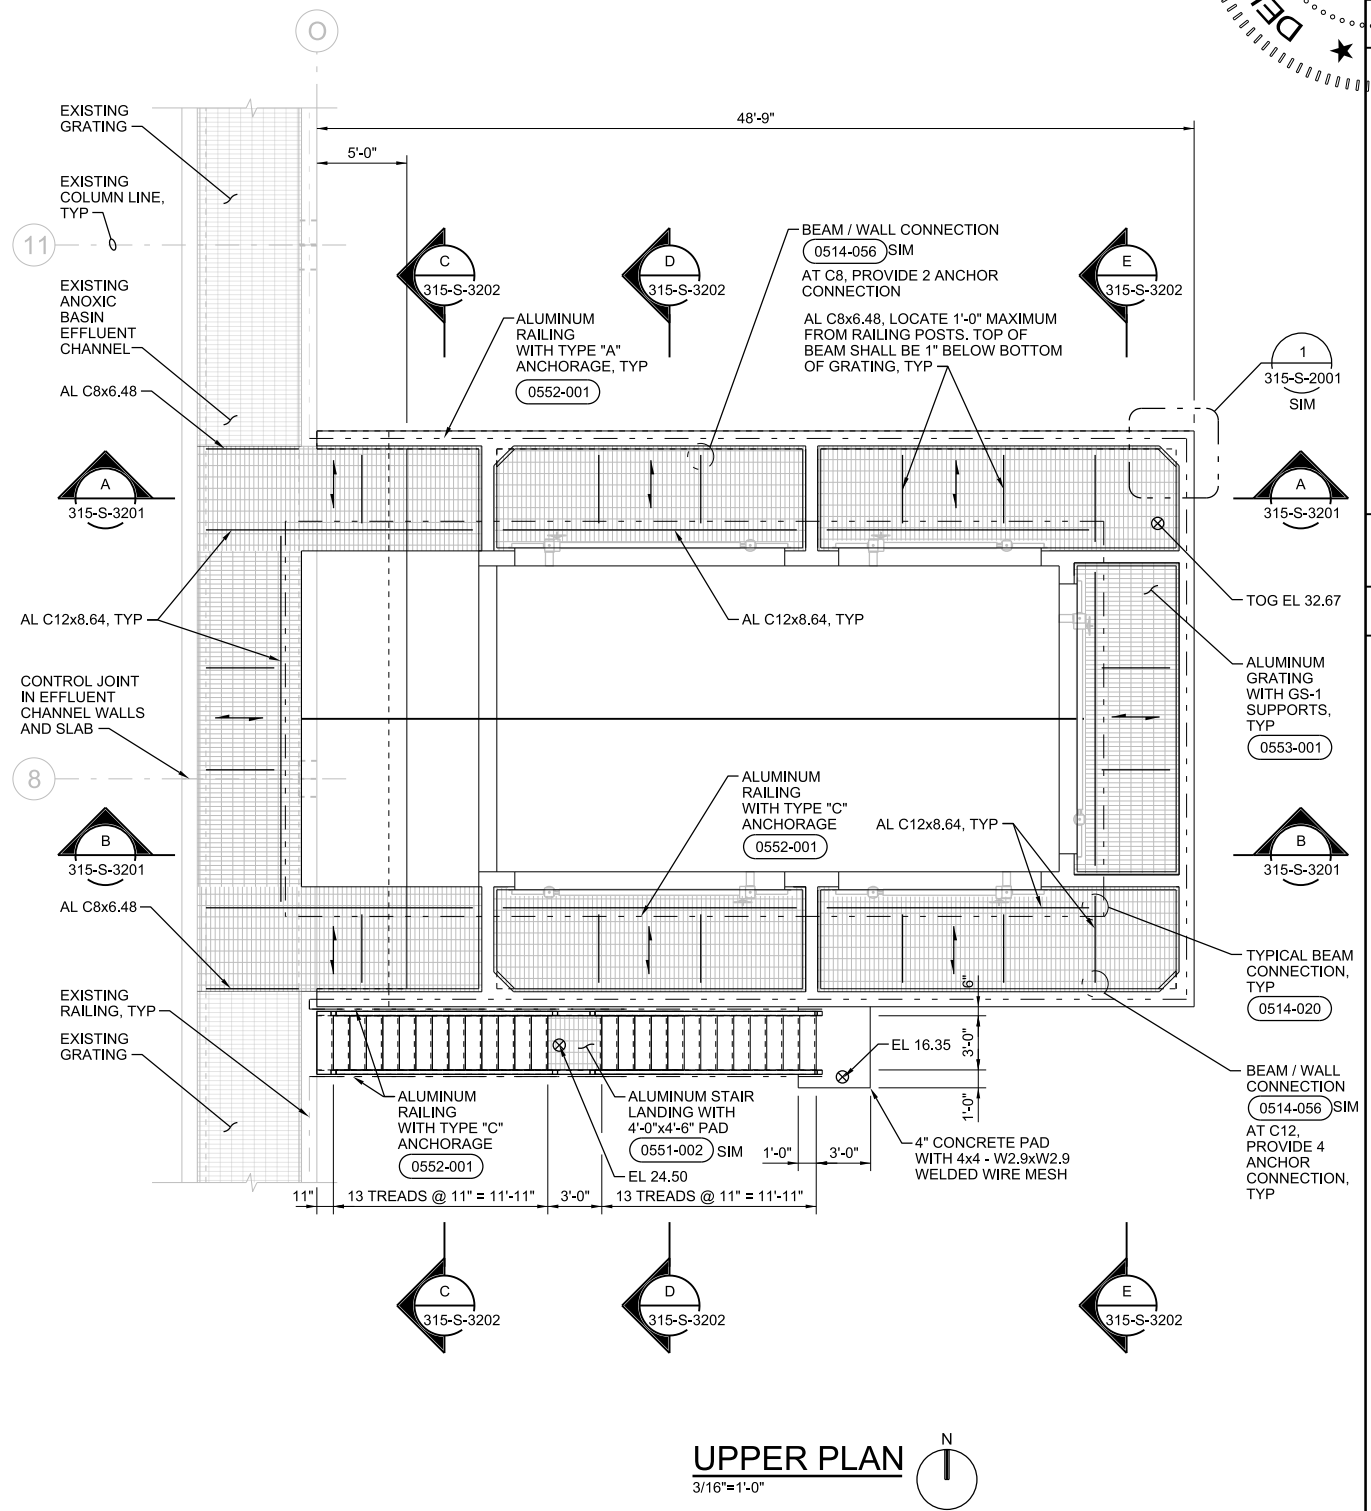 DE
O
48'-9"
5'-0"
EXISTING
GRATING
EXISTING
COLUMN LINE,
TYP
11
EXISTING
ANOXIC
BASIN
EFFLUENT
CHANNEL
AL C8x6.48
C
315-S-3202
D
315-S-3202
E
315-S-3202
BEAM / WALL CONNECTION
0514-056 SIM
AT C8, PROVIDE 2 ANCHOR
CONNECTION
AL C8x6.48, LOCATE 1'-0" MAXIMUM
FROM RAILING POSTS. TOP OF
BEAM SHALL BE 1" BELOW BOTTOM
OF GRATING, TYP
ALUMINUM
RAILING
WITH TYPE "A"
ANCHORAGE, TYP
0552-001
1
315-S-2001
SIM
A
315-S-3201
A
315-S-3201
TOG EL 32.67
AL C12x8.64, TYP
AL C12x8.64, TYP
CONTROL JOINT
IN EFFLUENT
CHANNEL WALLS
AND SLAB
ALUMINUM
GRATING
WITH GS-1
SUPPORTS,
TYP
0553-001
8
ALUMINUM
RAILING
WITH TYPE "C"
ANCHORAGE
0552-001
AL C12x8.64, TYP
B
315-S-3201
B
315-S-3201
AL C8x6.48
TYPICAL BEAM
CONNECTION,
TYP
0514-020
EXISTING
RAILING, TYP
EXISTING
GRATING
6"
3'-0"
1'-0"
EL 16.35
BEAM / WALL
CONNECTION
0514-056 SIM
AT C12,
PROVIDE 4
ANCHOR
CONNECTION,
TYP
ALUMINUM
RAILING
WITH TYPE "C"
ANCHORAGE
0552-001
ALUMINUM STAIR
LANDING WITH
4'-0"x4'-6" PAD
0551-002 SIM
EL 24.50
1'-0"
3'-0"
4" CONCRETE PAD
WITH 4x4 - W2.9xW2.9
WELDED WIRE MESH
11"
13 TREADS @ 11" = 11'-11"
3'-0"
13 TREADS @ 11" = 11'-11"
C
315-S-3202
D
315-S-3202
E
315-S-3202
UPPER PLAN
3/16"=1'-0"
N